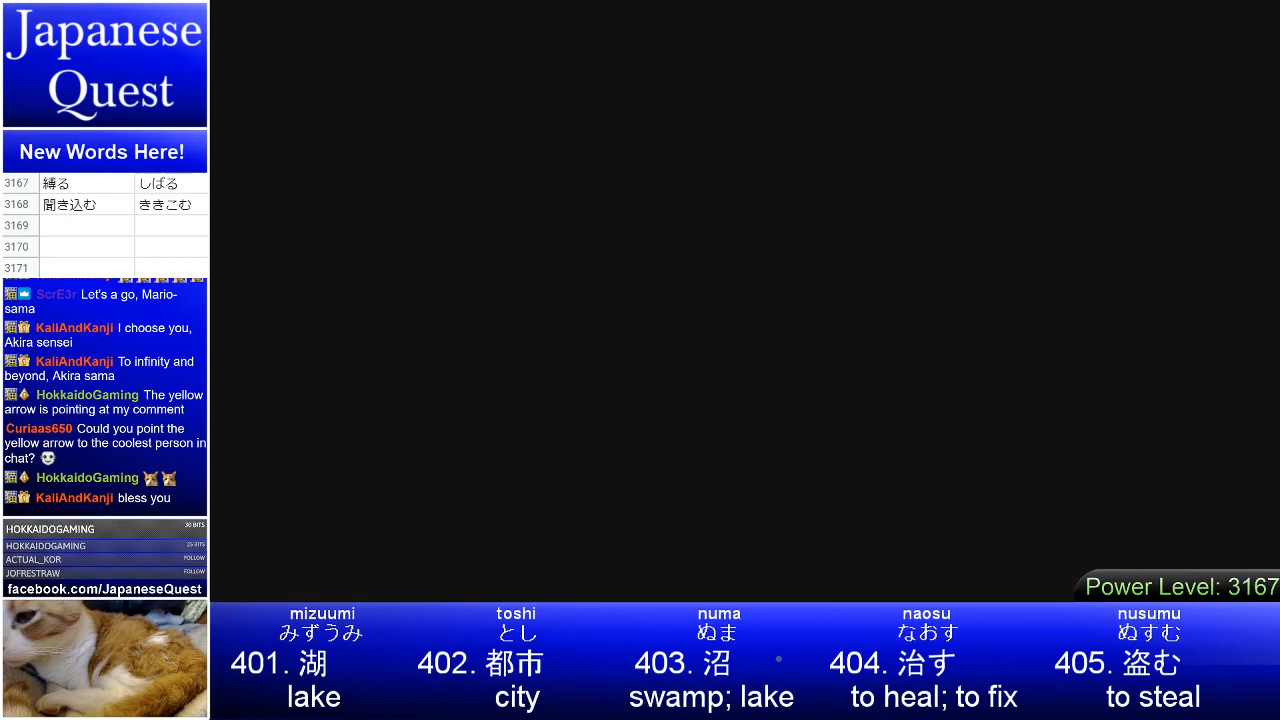 Japanese
Quest
New Words Here!
3167 縛る しばる
3168 聞き込む ききこむ
3169
3170
3171
ScrE3r Let's a go, Mario-
sama
KaliAndKanji I choose you,
Akira sensei
KaliAndKanji To infinity and
beyond, Akira sama
HokkaidoGaming The yellow
arrow is pointing at my comment
Curiaas650 Could you point the
yellow arrow to the coolest person in
chat?
HokkaidoGaming
KaliAndKanji bless you
HOKKAIDOGAMING 30 BITS
HOKKAIDOGAMING 25 BITS
ACTUAL_KOR FOLLOW
JOFRESTRAW FOLLOW
facebook.com/JapaneseQuest
Power Level: 3167
mizuumi toshi numa naosu nusumu
みずうみ とし ぬま なおす ぬすむ
401. 湖 402. 都市 403. 沼 404. 治す 405. 盗む
lake city swamp; lake to heal; to fix to steal